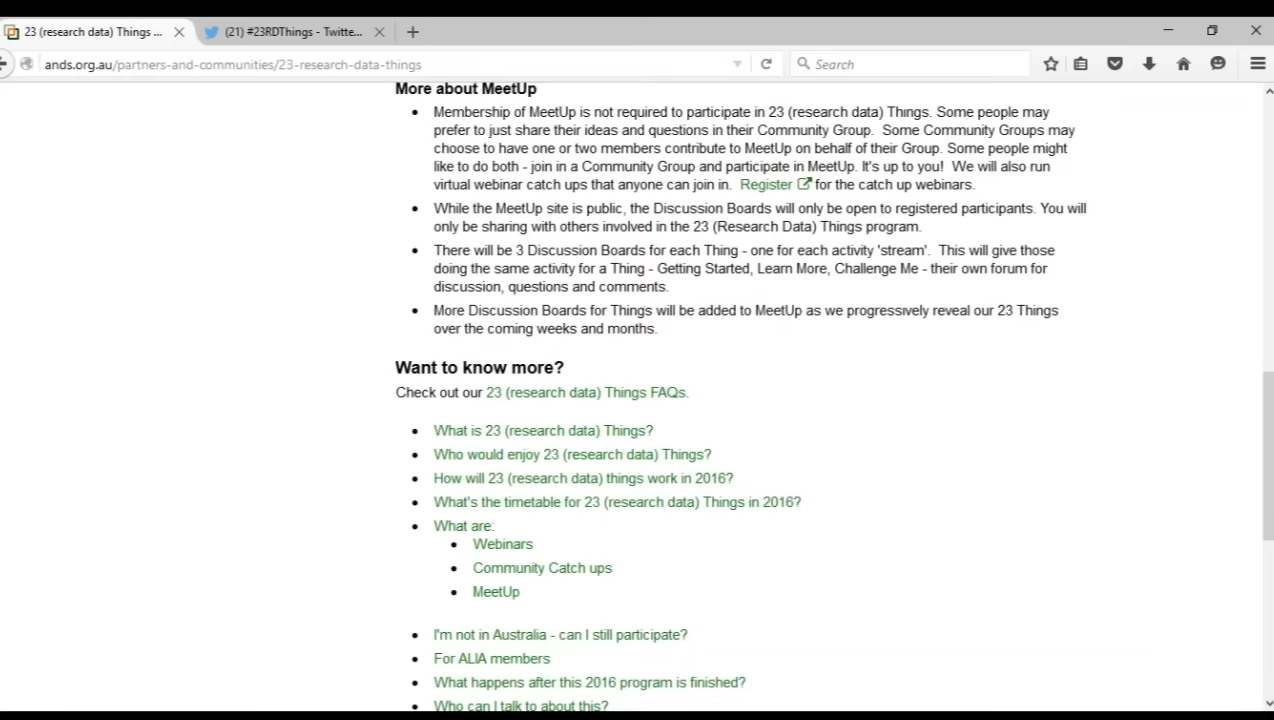 23 (research data) Things ...
(21) #23RDThings - Twitte...
ands.org.au/partners-and-communities/23-research-data-things
Search
More about MeetUp
• Membership of MeetUp is not required to participate in 23 (research data) Things. Some people may
prefer to just share their ideas and questions in their Community Group. Some Community Groups may
choose to have one or two members contribute to MeetUp on behalf of their Group. Some people might
like to do both - join in a Community Group and participate in MeetUp. It's up to you! We will also run
virtual webinar catch ups that anyone can join in. Register for the catch up webinars.
• While the MeetUp site is public, the Discussion Boards will only be open to registered participants. You will
only be sharing with others involved in the 23 (Research Data) Things program.
• There will be 3 Discussion Boards for each Thing - one for each activity 'stream'. This will give those
doing the same activity for a Thing - Getting Started, Learn More, Challenge Me - their own forum for
discussion, questions and comments.
• More Discussion Boards for Things will be added to MeetUp as we progressively reveal our 23 Things
over the coming weeks and months.
Want to know more?
Check out our 23 (research data) Things FAQs.
• What is 23 (research data) Things?
• Who would enjoy 23 (research data) Things?
• How will 23 (research data) things work in 2016?
• What's the timetable for 23 (research data) Things in 2016?
• What are:
• Webinars
• Community Catch ups
• MeetUp
• I'm not in Australia - can I still participate?
• For ALIA members
• What happens after this 2016 program is finished?
• Who can I talk to about this?